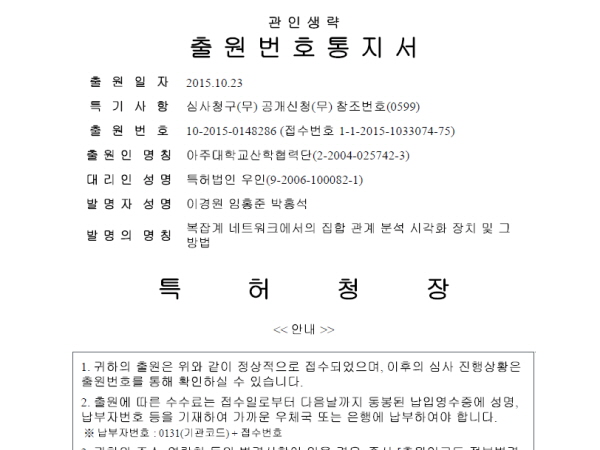 관 인 생 략
출 원 번 호 통 지 서
출 원 일 자 2015.10.23
특 기 사 항 심사청구(무) 공개신청(무) 참조번호(0599)
출 원 번 호 10-2015-0148286 (접수번호 1-1-2015-1033074-75)
출 원 인 명 칭 아주대학교산학협력단(2-2004-025742-3)
대 리 인 성 명 특허법인 우인(9-2006-100082-1)
발 명 자 성 명 이경원 임홍준 박흥석
발 명 의 명 칭 복잡계 네트워크에서의 집합 관계 분석 시각화 장치 및 그
방법
특 허 청 장
<< 안내 >>
1. 귀하의 출원은 위와 같이 정상적으로 접수되었으며, 이후의 심사 진행상황은
출원번호를 통해 확인하실 수 있습니다.
2. 출원에 따른 수수료는 접수일로부터 다음날까지 동봉된 납입영수증에 성명,
납부자번호 등을 기재하여 가까운 우체국 또는 은행에 납부하여야 합니다.
※ 납부자번호 : 0131(기관코드) + 접수번호